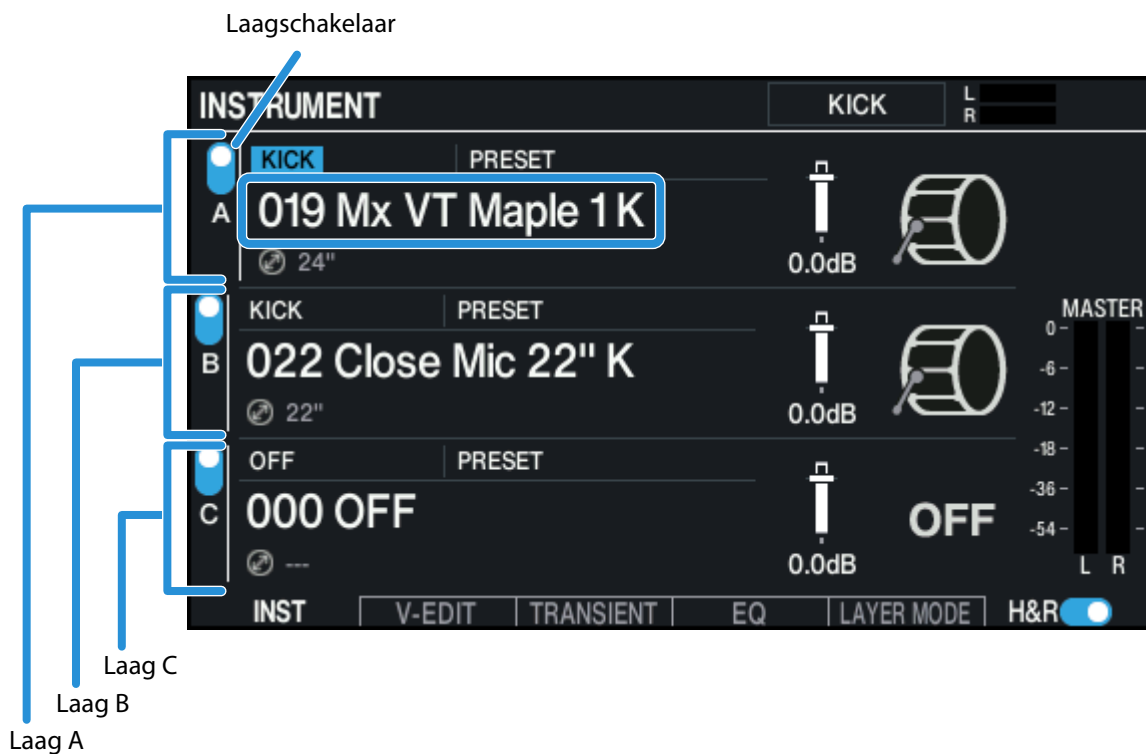 Laagschakelaar
INSTRUMENT KICK L R
KICK PRESET
A 019 Mx VT Maple 1 K
24" 0.0dB
KICK PRESET MASTER
B 022 Close Mic 22" K
22" 0.0dB
0
-6
-12
-18
-36
-54
L R
OFF PRESET
C 000 OFF OFF
--- 0.0dB
INST V-EDIT TRANSIENT EQ LAYER MODE H&R
Laag C
Laag B
Laag A